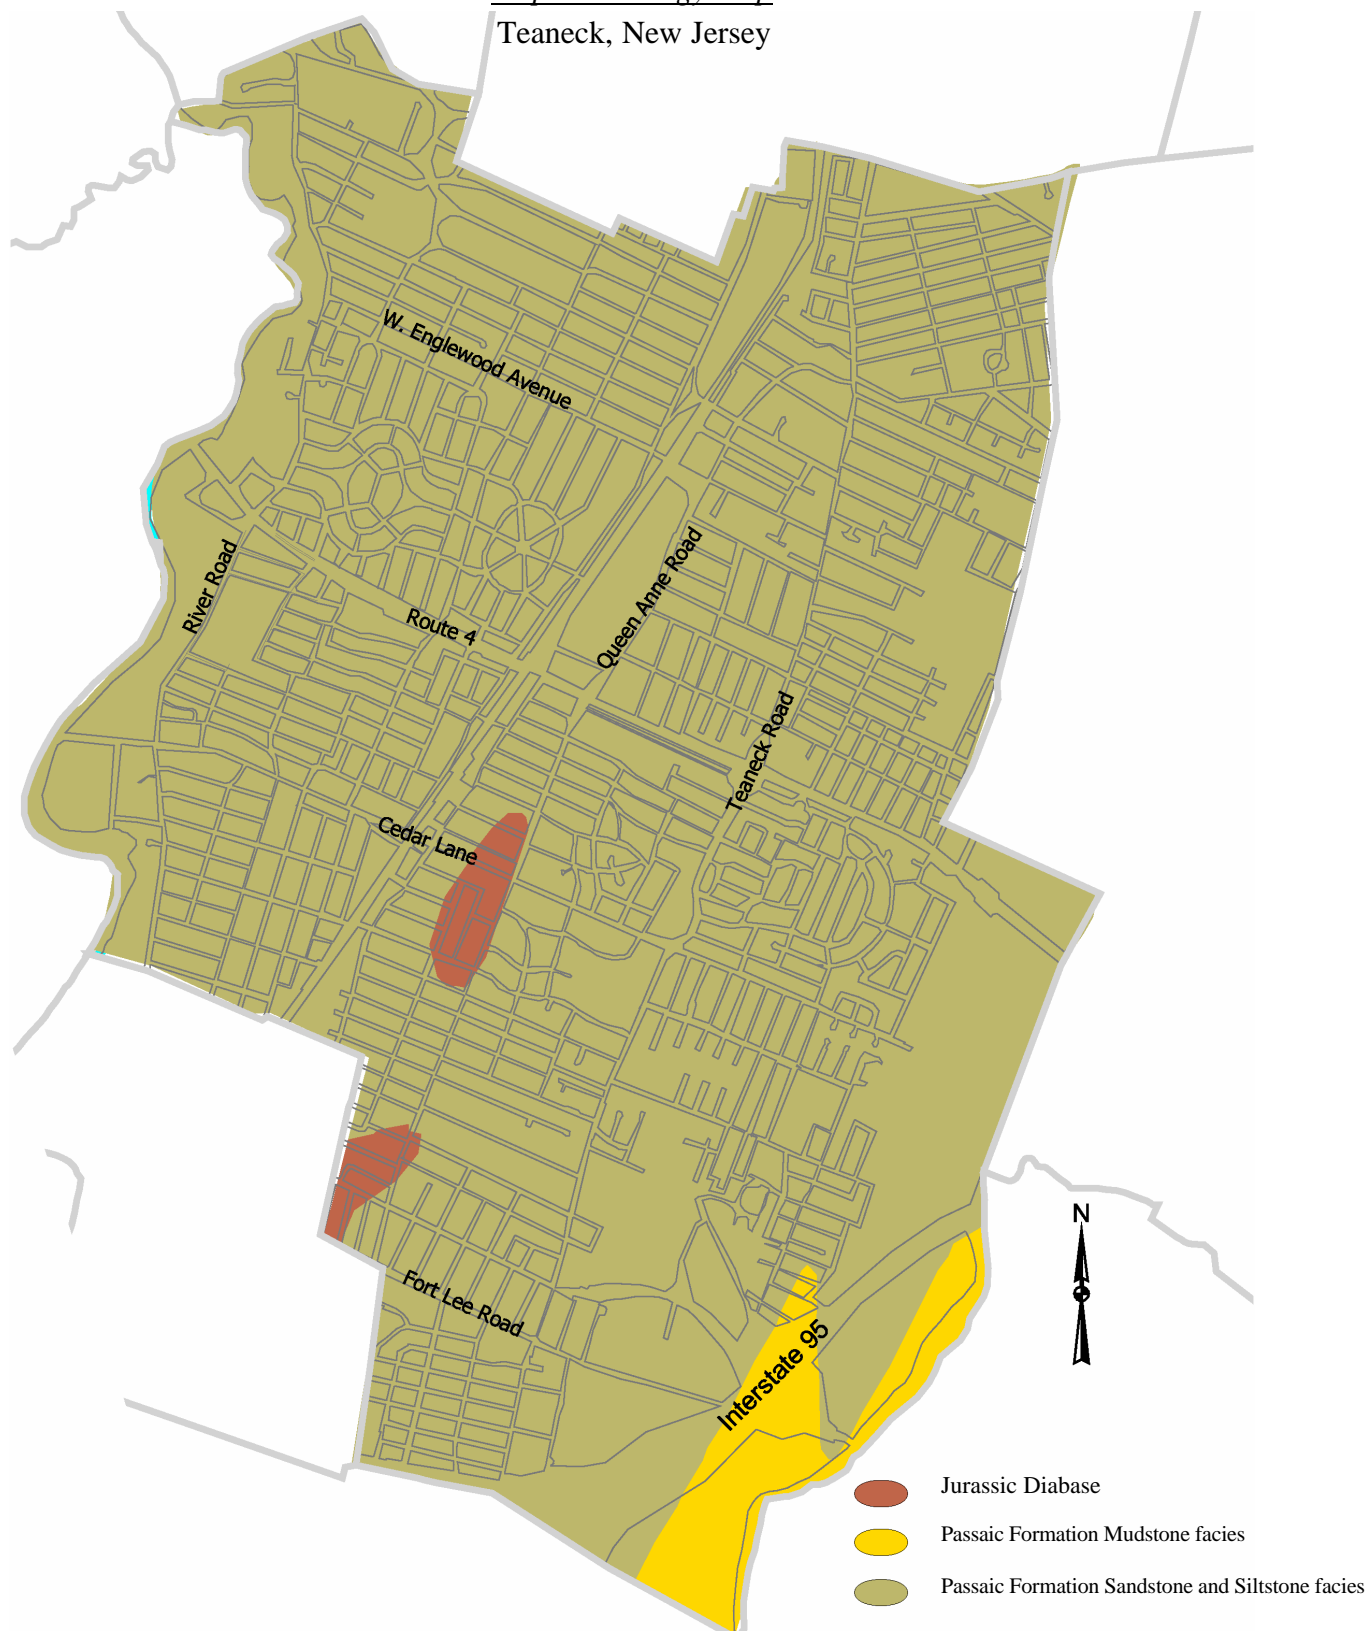 Teaneck, New Jersey
W. Englewood Avenue
River Road
Route 4
Queen Anne Road
Teaneck Road
Cedar Lane
N
Fort Lee Road
Interstate 95
Jurassic Diabase
Passaic Formation Mudstone facies
Passaic Formation Sandstone and Siltstone facies